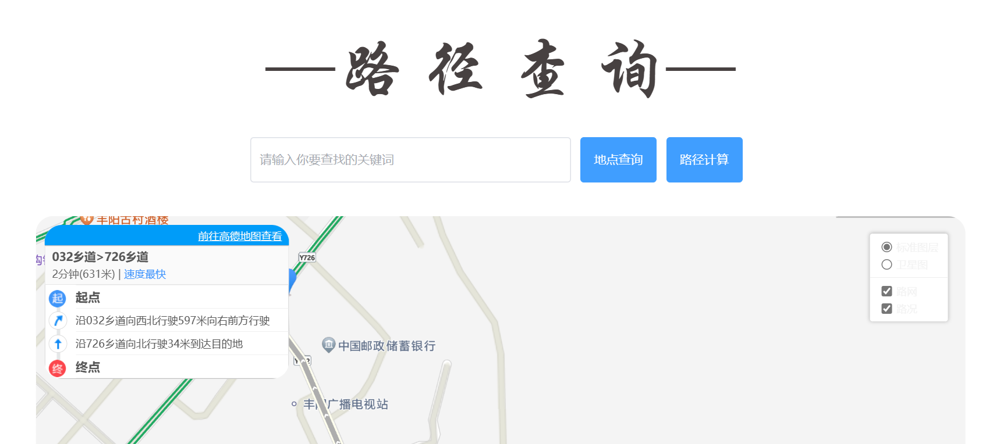 路径查询
请输入你要查找的关键词
地点查询
路径计算
丰阳古村酒楼
前往高德地图查看
032乡道>726乡道
2分钟(631米) | 速度最快
起 起点
沿032乡道向西北行驶597米向右前方行驶
沿726乡道向北行驶34米到达目的地
终 终点
Y726
标准图层
卫星图
路网
路况
中国邮政储蓄银行
丰阳广播电视站